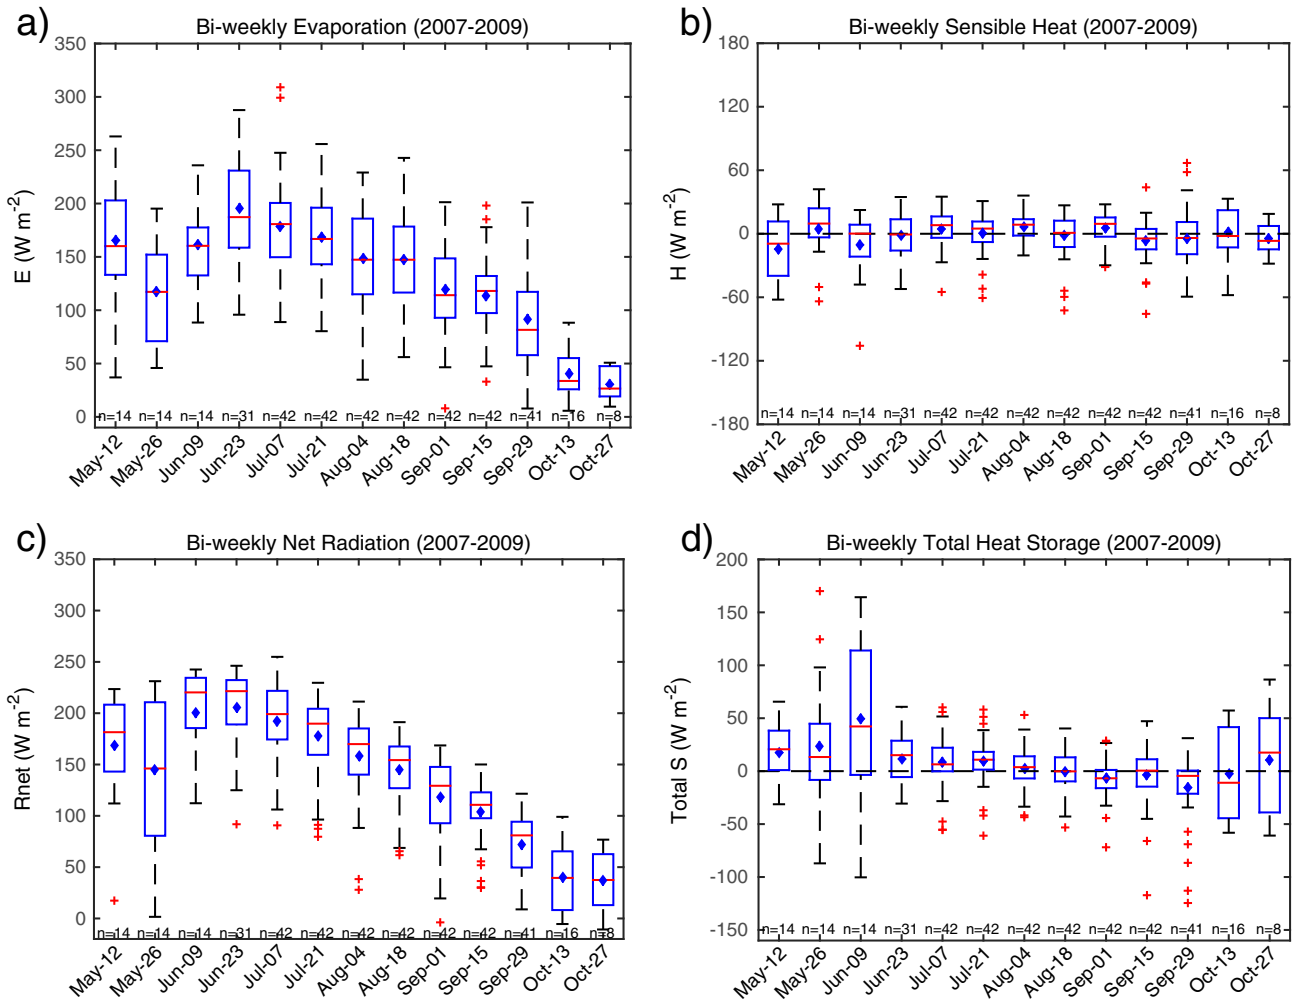 a)
Bi-weekly Evaporation (2007-2009)
E (W m-2)
350
300
250
200
150
100
50
0
n=14 n=14 n=14 n=31 n=42 n=42 n=42 n=42 n=42 n=42 n=41 n=16 n=8
May-12 May-26 Jun-09 Jun-23 Jul-07 Jul-21 Aug-04 Aug-18 Sep-01 Sep-15 Sep-29 Oct-13 Oct-27
b)
Bi-weekly Sensible Heat (2007-2009)
H (W m-2)
180
120
60
0
-60
-120
-180
n=14 n=14 n=14 n=31 n=42 n=42 n=42 n=42 n=42 n=42 n=41 n=16 n=8
May-12 May-26 Jun-09 Jun-23 Jul-07 Jul-21 Aug-04 Aug-18 Sep-01 Sep-15 Sep-29 Oct-13 Oct-27
c)
Bi-weekly Net Radiation (2007-2009)
Rnet (W m-2)
350
300
250
200
150
100
50
0
n=14 n=14 n=14 n=31 n=42 n=42 n=42 n=42 n=42 n=42 n=41 n=16 n=8
May-12 May-26 Jun-09 Jun-23 Jul-07 Jul-21 Aug-04 Aug-18 Sep-01 Sep-15 Sep-29 Oct-13 Oct-27
d)
Bi-weekly Total Heat Storage (2007-2009)
Total S (W m-2)
200
150
100
50
0
-50
-100
-150
n=14 n=14 n=14 n=31 n=42 n=42 n=42 n=42 n=42 n=42 n=41 n=16 n=8
May-12 May-26 Jun-09 Jun-23 Jul-07 Jul-21 Aug-04 Aug-18 Sep-01 Sep-15 Sep-29 Oct-13 Oct-27